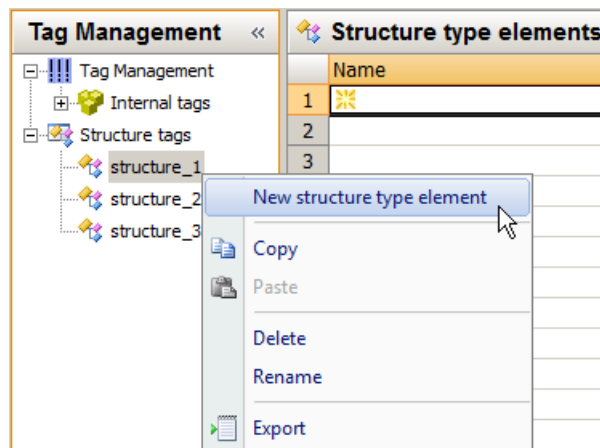 Tag Management «
Structure type elements
Tag Management
Internal tags
Structure tags
structure_1
structure_2
structure_3
Name
1
2
3
New structure type element
Copy
Paste
Delete
Rename
Export